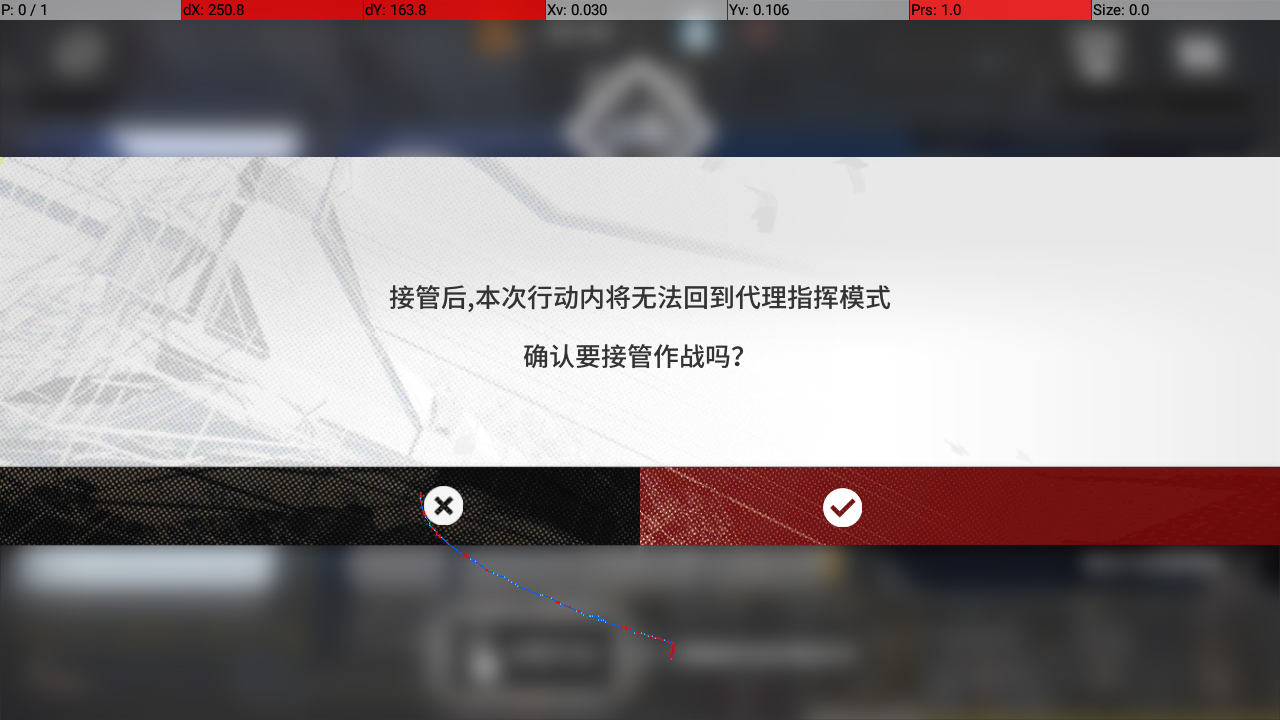 P: 0 / 1
dX: 250.8
dY: 163.8
Xv: 0.030
Yv: 0.106
Prs: 1.0
Size: 0.0
接管后,本次行动内将无法回到代理指挥模式
确认要接管作战吗？